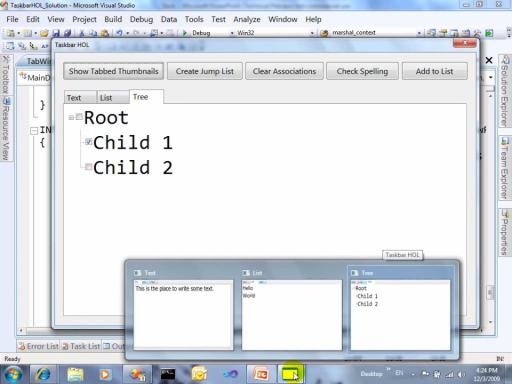 TaskbarHOL_Solution - Microsoft Visual Studio
File Edit View Project Build Debug Data Tools Test Analyze Window Help
Debug Win32 marshal_context
TabWin
Taskbar HOL
Show Tabbed Thumbnails Create Jump List Clear Associations Check Spelling Add to List
Text List Tree
Root
Child 1
Child 2
MainD
}
IN
{
Toolbox
Resource View
Solution Explorer
Team Explorer
Properties
Taskbar HOL
Text List Tree
This is the place to write some text.
Hello
World
Root
Child 1
Child 2
Error List Task List Out
Ready
Desktop EN 4:24 PM
12/3/2009